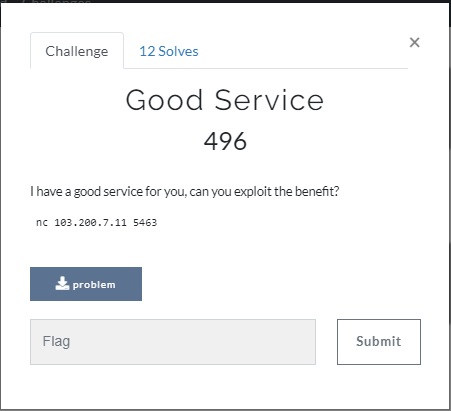 Challenge
12 Solves
×
Good Service
496
I have a good service for you, can you exploit the benefit?
nc 103.200.7.11 5463
problem
Flag
Submit